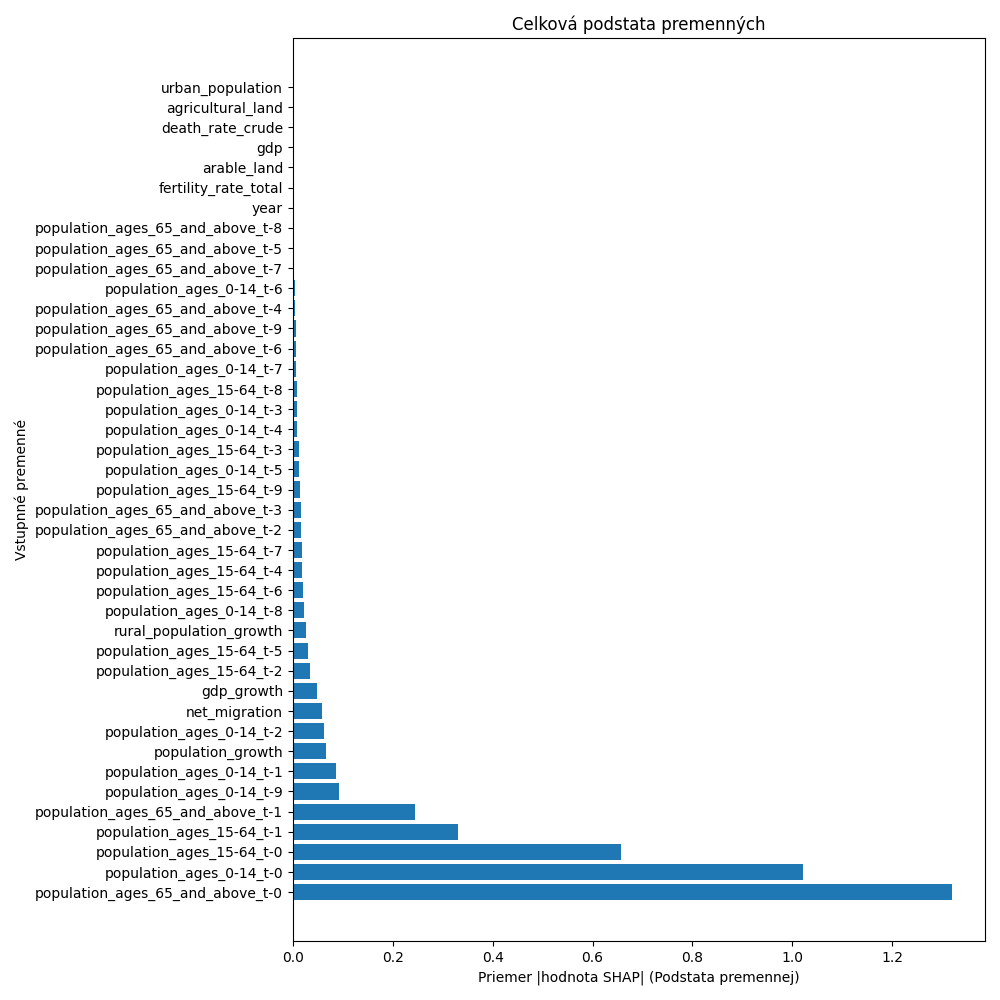 Celková podstata premenných
urban_population
agricultural_land
death_rate_crude
gdp
arable_land
fertility_rate_total
year
population_ages_65_and_above_t-8
population_ages_65_and_above_t-5
population_ages_65_and_above_t-7
population_ages_0-14_t-6
population_ages_65_and_above_t-4
population_ages_65_and_above_t-9
population_ages_65_and_above_t-6
population_ages_0-14_t-7
population_ages_15-64_t-8
population_ages_0-14_t-3
population_ages_0-14_t-4
population_ages_15-64_t-3
population_ages_0-14_t-5
population_ages_15-64_t-9
population_ages_65_and_above_t-3
population_ages_65_and_above_t-2
population_ages_15-64_t-7
population_ages_15-64_t-4
population_ages_15-64_t-6
population_ages_0-14_t-8
rural_population_growth
population_ages_15-64_t-5
population_ages_15-64_t-2
gdp_growth
net_migration
population_ages_0-14_t-2
population_growth
population_ages_0-14_t-1
population_ages_0-14_t-9
population_ages_65_and_above_t-1
population_ages_15-64_t-1
population_ages_15-64_t-0
population_ages_0-14_t-0
population_ages_65_and_above_t-0
Vstupnné premenné
0.0 0.2 0.4 0.6 0.8 1.0 1.2
Priemer |hodnota SHAP| (Podstata premennej)